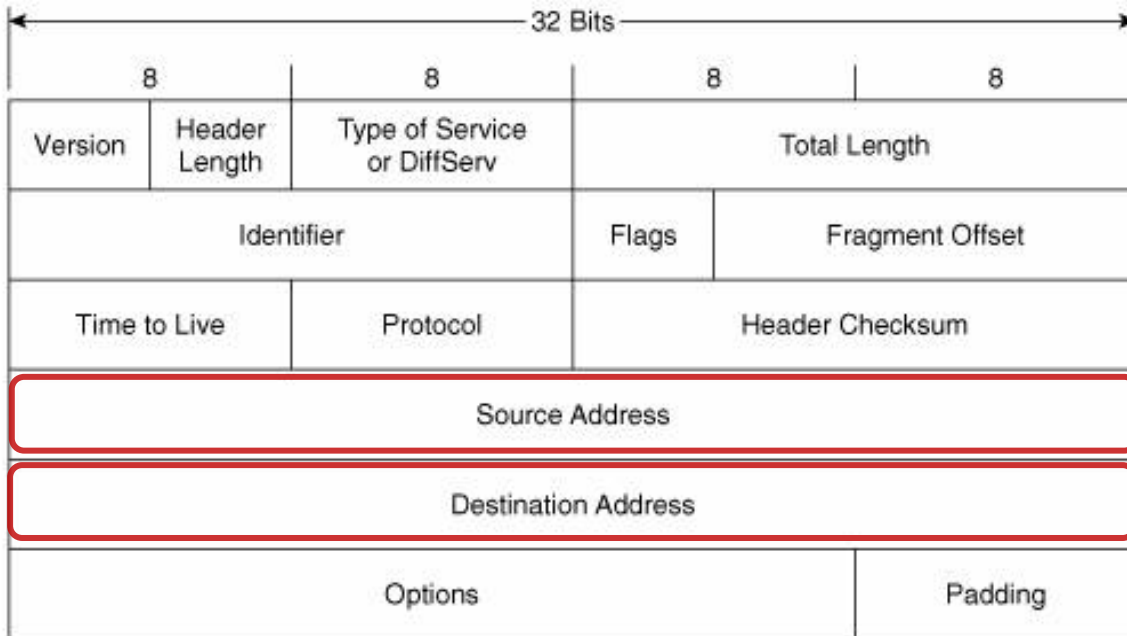 32 Bits
8 8 8 8
Version
Header
Length
Type of Service
or DiffServ
Total Length
Identifier
Flags
Fragment Offset
Time to Live
Protocol
Header Checksum
Source Address
Destination Address
Options
Padding